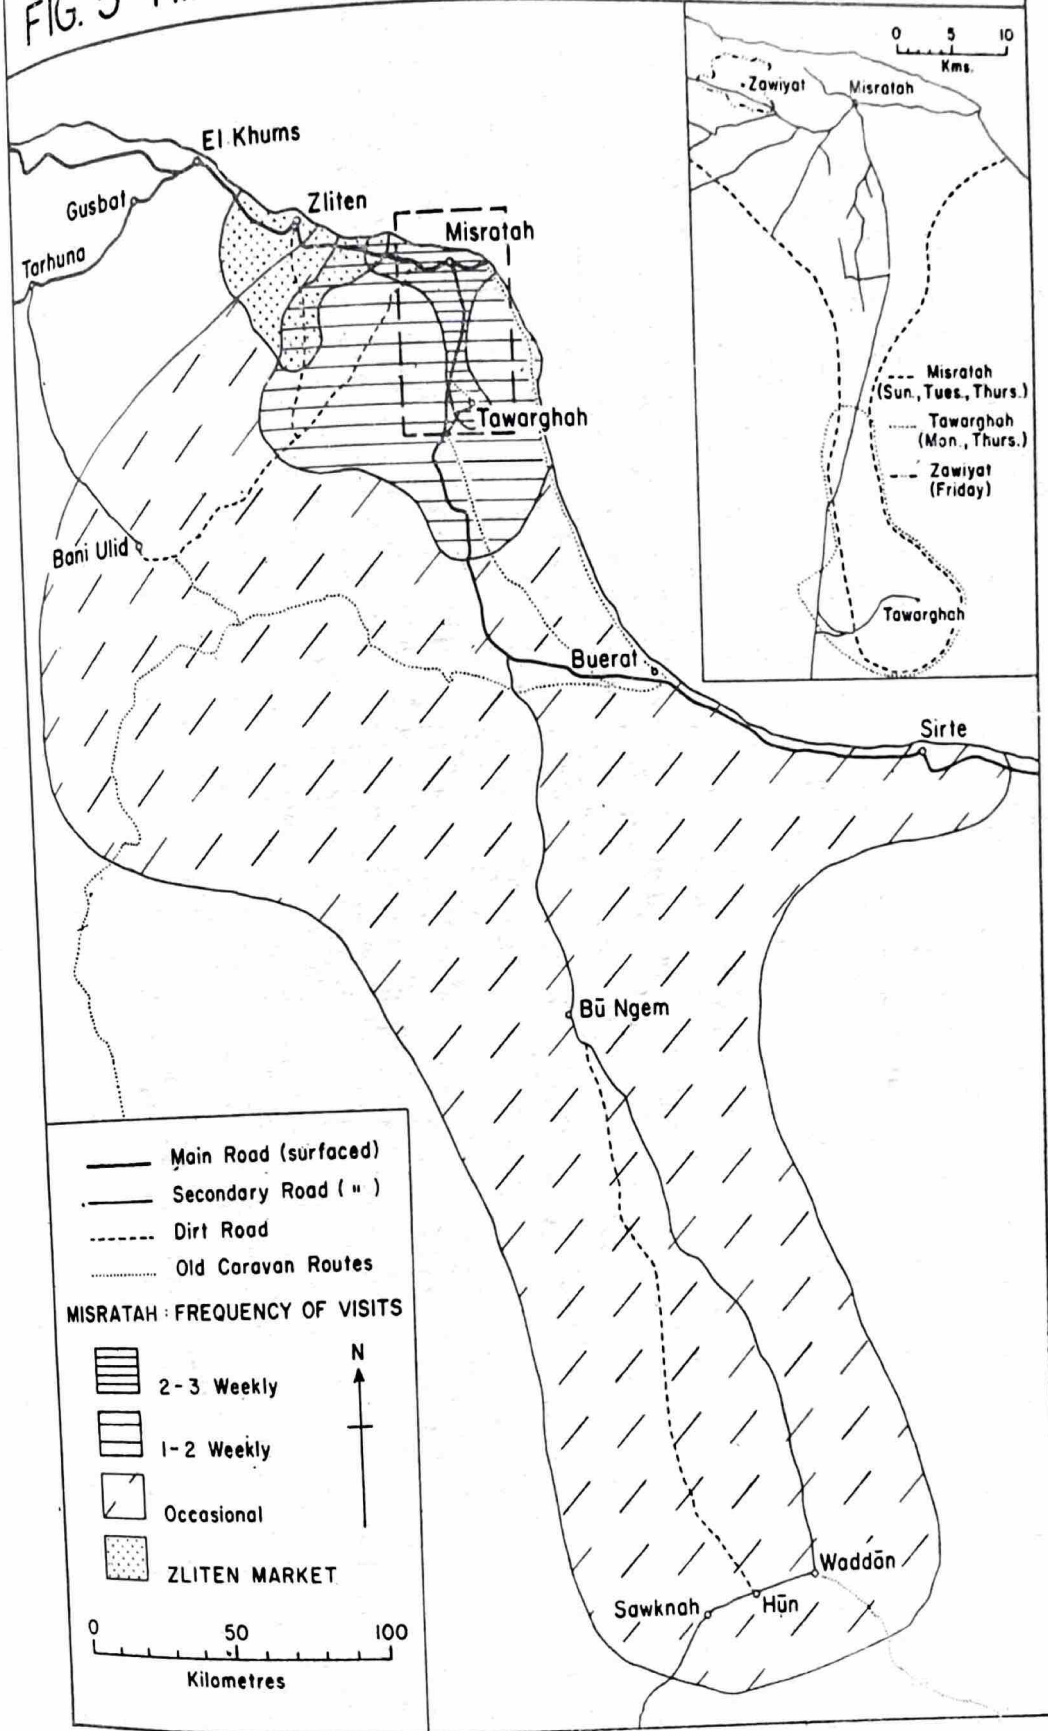 FIG. 5
0 5 10
Kms.
Zawiyat
Misratah
Misratah
(Sun., Tues., Thurs.)
Tawarghah
(Mon., Thurs.)
Zawiyat
(Friday)
Tawarghah
El Khums
Gusbat
Zliten
Tarhuna
Misratah
Tawarghah
Bani Ulid
Buerat
Sirte
Bū Ngem
Waddān
Hūn
Sawknah
Main Road (surfaced)
Secondary Road ( " )
Dirt Road
Old Caravan Routes
MISRATAH : FREQUENCY OF VISITS
N
2-3 Weekly
1-2 Weekly
Occasional
ZLITEN MARKET
0 50 100
Kilometres